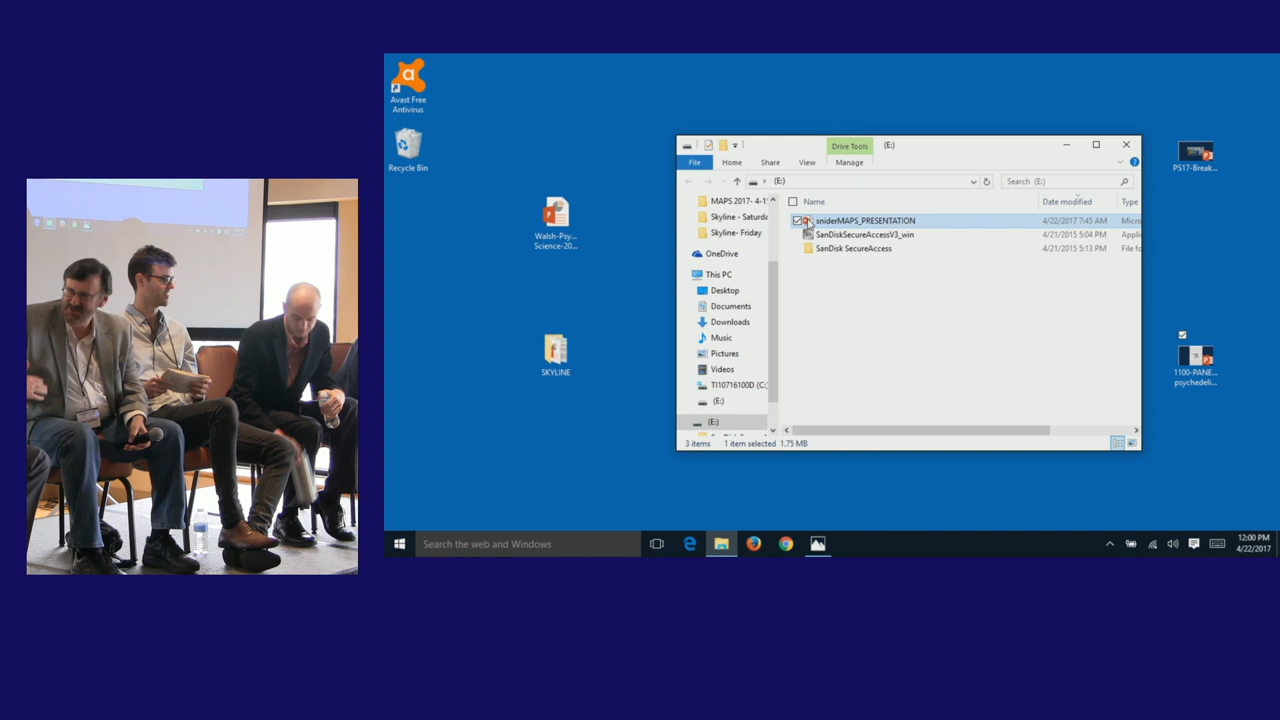 Avast Free
Antivirus
Recycle Bin
Walsh-Psy...
Science-20...
SKYLINE
PS17-Break...
1100-PANE...
psychedeli...
Drive Tools
(E:)
File
Home
Share
View
Manage
(E:)
Search (E:)
MAPS 2017- 4-1
Skyline - Saturda
Skyline- Friday
OneDrive
This PC
Desktop
Documents
Downloads
Music
Pictures
Videos
TI10716100D (C:
(E:)
(E:)
Name
Date modified
Type
sniderMAPS_PRESENTATION
4/22/2017 7:45 AM
Micro
SanDiskSecureAccessV3_win
4/21/2015 5:04 PM
Applic
SanDisk SecureAccess
4/21/2015 5:13 PM
File fo
3 items
1 item selected 1.75 MB
Search the web and Windows
12:00 PM
4/22/2017